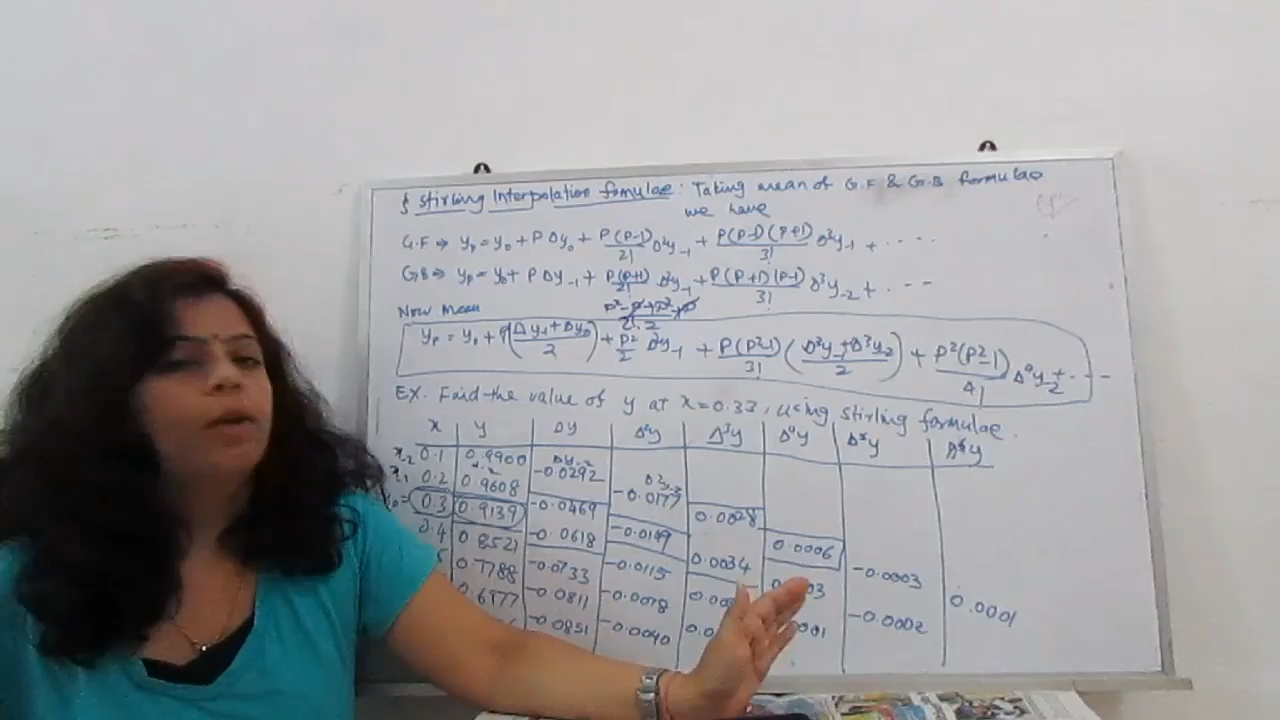 § Stirling Interpolation fomulae: Taking mean of G.F & G.B formulae
we have
G.F ⇒ yₚ = y₀ + P Δy₀ + P(P-1)/2! Δ²y₋₁ + P(P-1)(P+1)/3! Δ³y₋₁ + ....
GB ⇒ yₚ = y₀ + P Δy₋₁ + P(P+1)/2! Δ²y₋₁ + P(P+1)(P-1)/3! Δ³y₋₂ + ...
Now Mean
yₚ = y₀ + P(Δy₋₁ + Δy₀ / 2) + P²/2 Δ²y₋₁ + P(P²-1)/3! (Δ³y₋₁ + Δ³y₋₂ / 2) + P²(P²-1)/4! Δ⁴y₋₂ + ...
EX. Find the value of y at x = 0.33, using Stirling formulae.
x y Δy Δ²y Δ³y Δ⁴y Δ⁵y Δ⁶y
x₋₂ 0.1 0.9900 Δy₋₂
-0.0292
x₋₁ 0.2 0.9608
-0.0177
0.3 0.9139 -0.0469 0.0028
0.4 0.8521 -0.0618 -0.0149 0.0006
0.7788 -0.0733 -0.0115 0.0034 -0.0003
-0.0811 -0.0078 0.0001
-0.0851 -0.0040 -0.0002